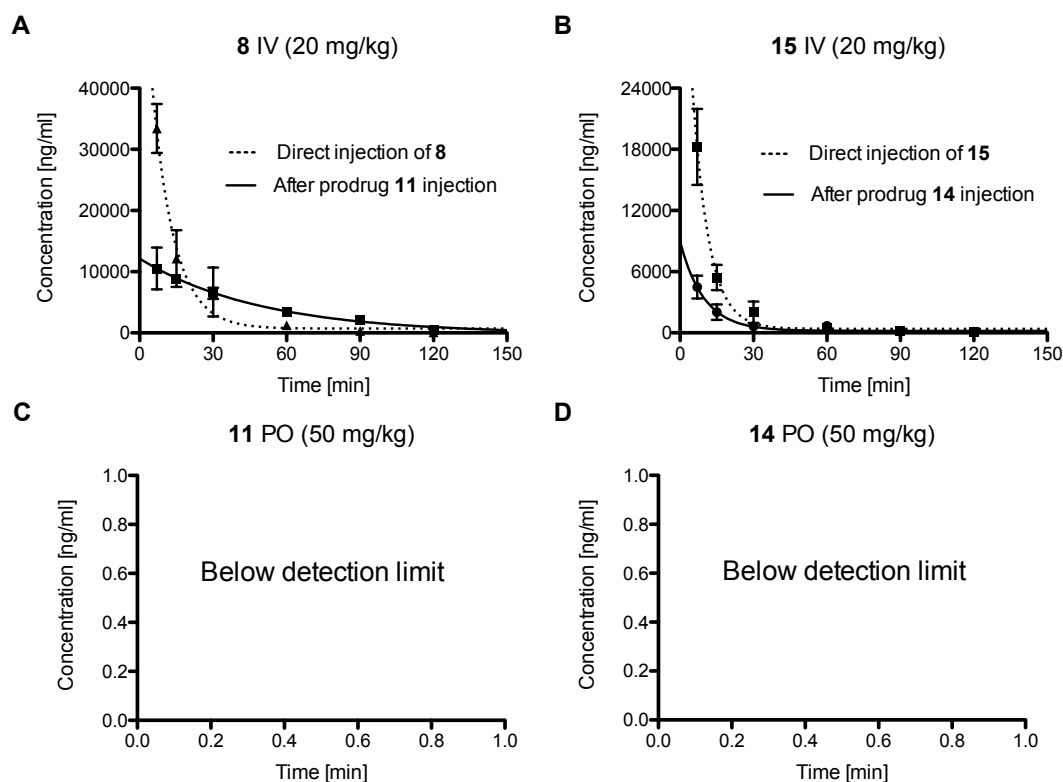 A
8 IV (20 mg/kg)
40000
30000
20000
10000
0
Concentration [ng/ml]
Direct injection of 8
After prodrug 11 injection
0 30 60 90 120 150
Time [min]
B
15 IV (20 mg/kg)
24000
18000
12000
6000
0
Concentration [ng/ml]
Direct injection of 15
After prodrug 14 injection
0 30 60 90 120 150
Time [min]
C
11 PO (50 mg/kg)
1.0
0.8
0.6
0.4
0.2
0.0
Concentration [ng/ml]
Below detection limit
0.0 0.2 0.4 0.6 0.8 1.0
Time [min]
D
14 PO (50 mg/kg)
1.0
0.8
0.6
0.4
0.2
0.0
Concentration [ng/ml]
Below detection limit
0.0 0.2 0.4 0.6 0.8 1.0
Time [min]